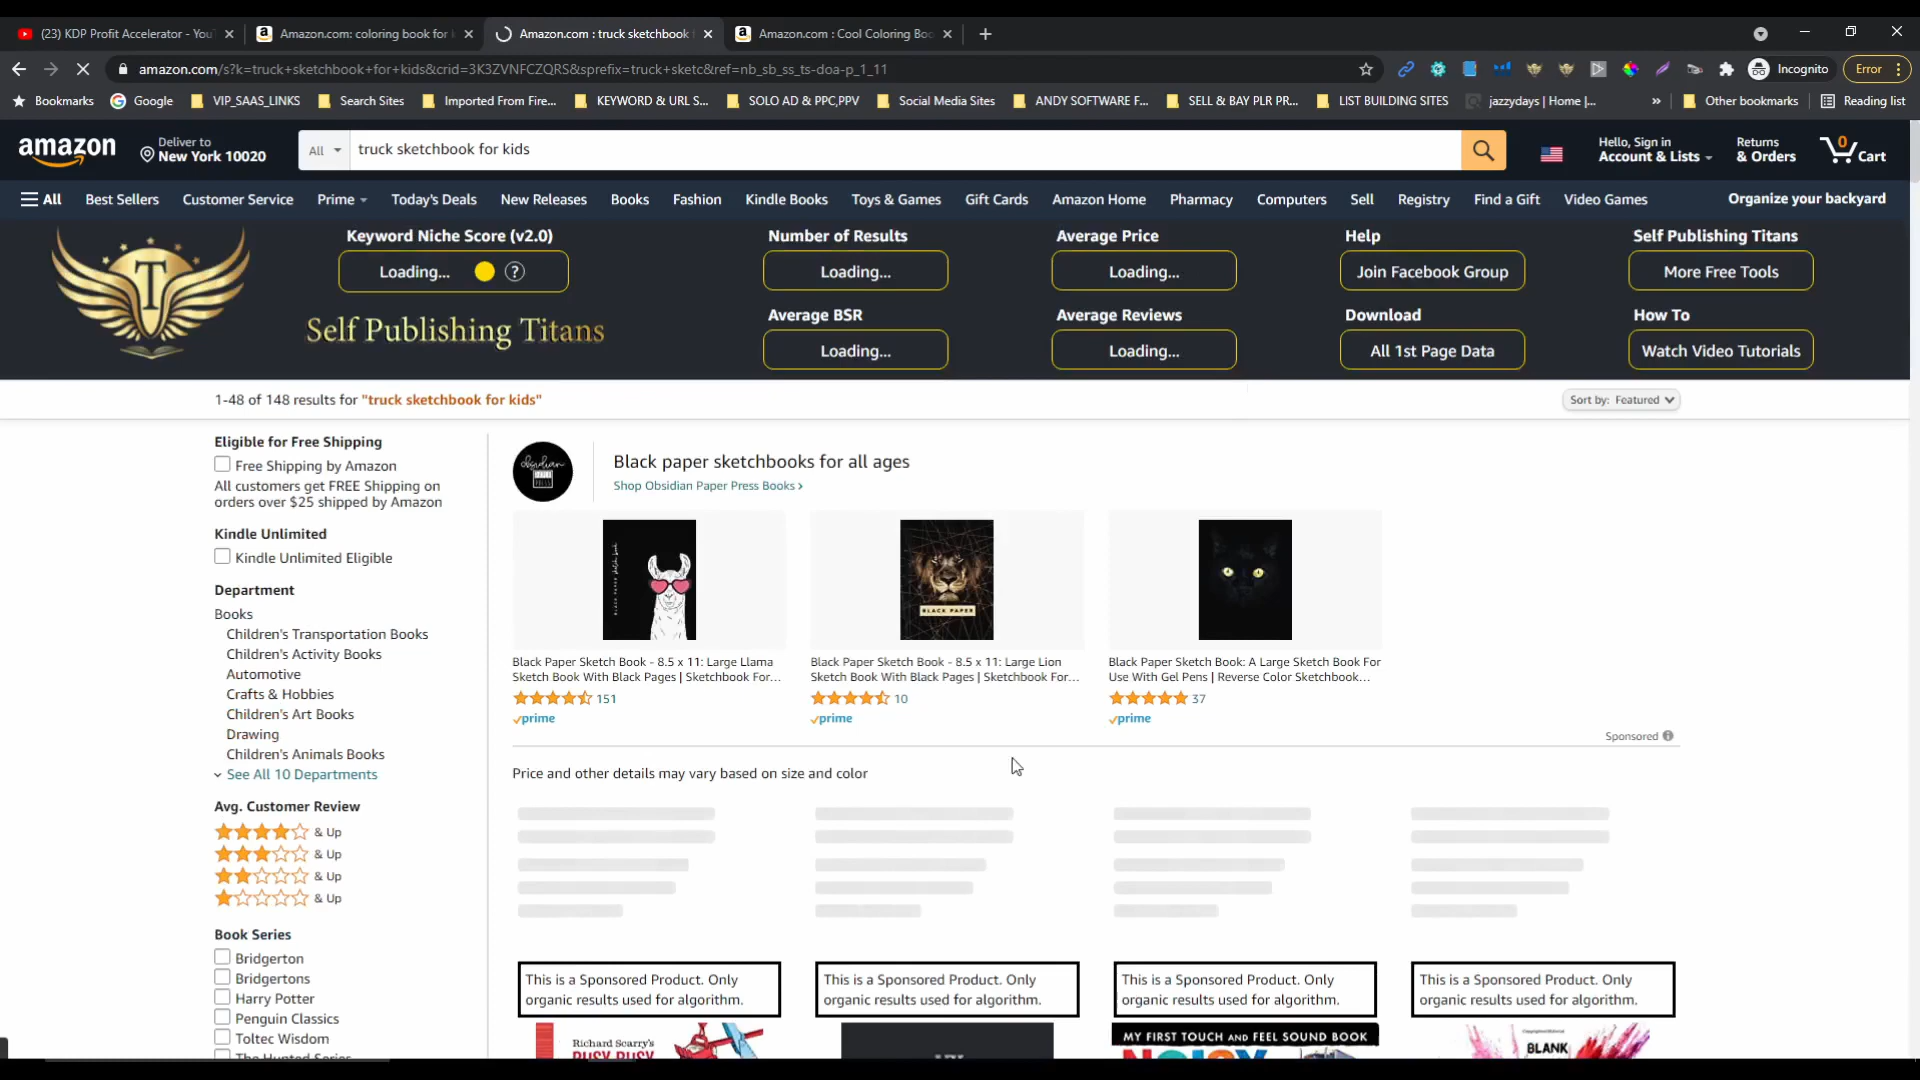 (23) KDP Profit Accelerator - You
Amazon.com: coloring book for k
Amazon.com : truck sketchbook
Amazon.com : Cool Coloring Boo
amazon.com/s?k=truck+sketchbook+for+kids&crid=3K3ZVNFCZQRS&sprefix=truck+sketc&ref=nb_sb_ss_ts-doa-p_1_11
Incognito
Error
Bookmarks
Google
VIP_SAAS_LINKS
Search Sites
Imported From Fire...
KEYWORD & URL S...
SOLO AD & PPC,PPV
Social Media Sites
ANDY SOFTWARE F...
SELL & BAY PLR PR...
LIST BUILDING SITES
jazzydays | Home |...
»
Other bookmarks
Reading list
amazon
Deliver to
New York 10020
All
truck sketchbook for kids
Hello, Sign in
Account & Lists
Returns
& Orders
0
Cart
All
Best Sellers
Customer Service
Prime
Today's Deals
New Releases
Books
Fashion
Kindle Books
Toys & Games
Gift Cards
Amazon Home
Pharmacy
Computers
Sell
Registry
Find a Gift
Video Games
Organize your backyard
T
Self Publishing Titans
Keyword Niche Score (v2.0)
Loading...
?
Number of Results
Loading...
Average Price
Loading...
Help
Join Facebook Group
Self Publishing Titans
More Free Tools
Average BSR
Loading...
Average Reviews
Loading...
Download
All 1st Page Data
How To
Watch Video Tutorials
1-48 of 148 results for "truck sketchbook for kids"
Sort by: Featured
Eligible for Free Shipping
Free Shipping by Amazon
All customers get FREE Shipping on
orders over $25 shipped by Amazon
Kindle Unlimited
Kindle Unlimited Eligible
Department
Books
Children's Transportation Books
Children's Activity Books
Automotive
Crafts & Hobbies
Children's Art Books
Drawing
Children's Animals Books
See All 10 Departments
Avg. Customer Review
& Up
& Up
& Up
& Up
Book Series
Bridgerton
Bridgertons
Harry Potter
Penguin Classics
Toltec Wisdom
The Hunted Series
obsidian
Black paper sketchbooks for all ages
Shop Obsidian Paper Press Books ›
BLACK PAPER
Black Paper Sketch Book - 8.5 x 11: Large Llama
Sketch Book With Black Pages | Sketchbook For...
151
prime
BLACK PAPER
Black Paper Sketch Book - 8.5 x 11: Large Lion
Sketch Book With Black Pages | Sketchbook For...
10
prime
Black Paper Sketch Book: A Large Sketch Book For
Use With Gel Pens | Reverse Color Sketchbook...
37
prime
Sponsored
Price and other details may vary based on size and color
This is a Sponsored Product. Only
organic results used for algorithm.
This is a Sponsored Product. Only
organic results used for algorithm.
This is a Sponsored Product. Only
organic results used for algorithm.
This is a Sponsored Product. Only
organic results used for algorithm.
Richard Scarry's
BUSY, BUSY
MY FIRST TOUCH AND FEEL SOUND BOOK
NOISY
BLANK